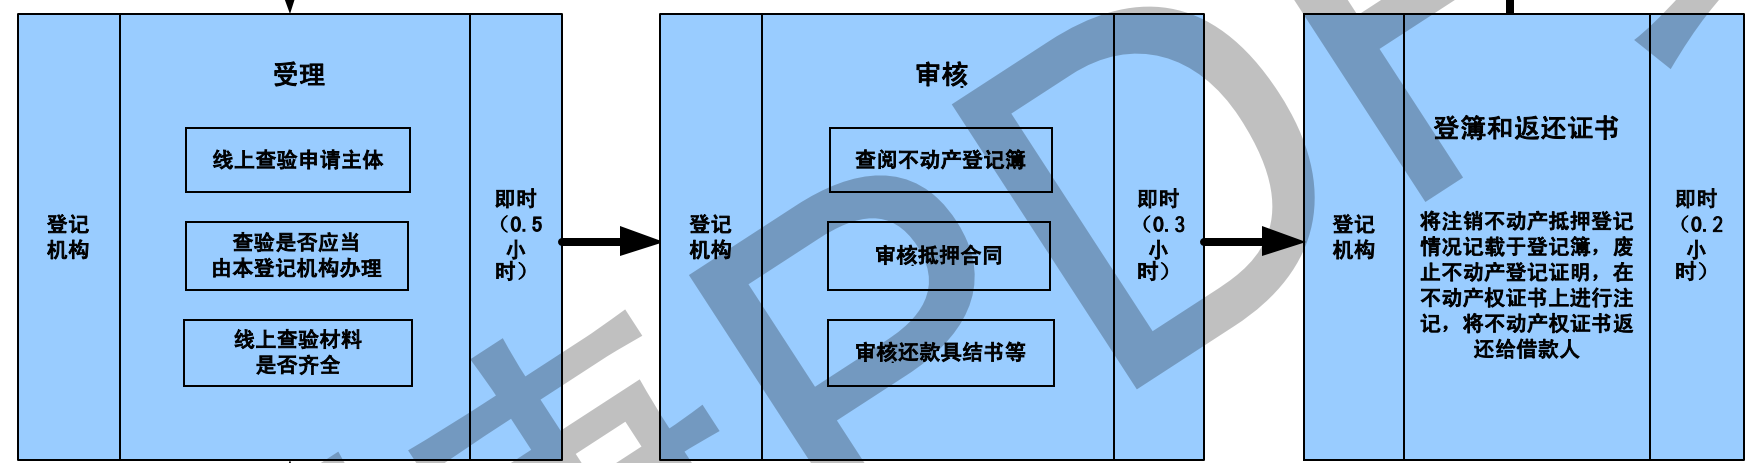 登记
机构
受理
线上查验申请主体
查验是否应当
由本登记机构办理
线上查验材料
是否齐全
即时
（0.5
小
时）
登记
机构
审核
查阅不动产登记簿
审核抵押合同
审核还款具结书等
即时
（0.3
小
时）
登记
机构
登簿和返还证书
将注销不动产抵押登记
情况记载于登记簿，废
止不动产登记证明，在
不动产权证书上进行注
记，将不动产权证书返
还给借款人
即时
（0.2
小
时）
PDF